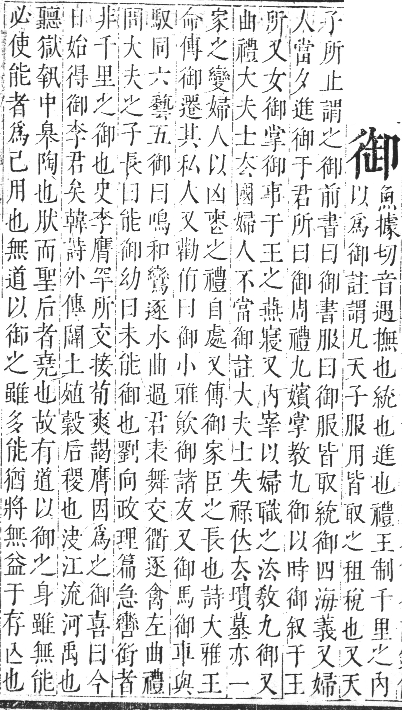 御
魚據切音遇撫也統也進也禮王制千里之內
以爲御註謂凡天子服用皆取之租稅也又天
子所止謂之御前書曰御書服曰御服皆取統御四海義又婦
人當夕進御于君所曰御周禮九嬪掌教九御以時御叙于王
所又女御掌御事于王之燕寢又內宰以婦職之法教九御又
曲禮大夫士去國婦人不當御註大夫士失祿位去墳墓亦一
家之變婦人以凶喪之禮自處又傳御家臣之長也詩大雅王
命傅御遷其私人又勸侑曰御小雅飲御諸友又御馬御車與
馭同六藝五御曰鳴和鸞逐水曲過君表舞交衢逐禽左曲禮
問大夫之子長曰能御幼曰未能御也劉向政理篇急轡銜者
非千里之御也史李膺罕所交接荀爽謁膺因爲之御喜曰今
日始得御李君矣韓詩外傳闢土殖穀后稷也決江流河禹也
聽獄執中皋陶也狀而聖后者堯也故有道以御之身雖無能
必使能者爲己用也無道以御之雖多能猶將無益于存亾也